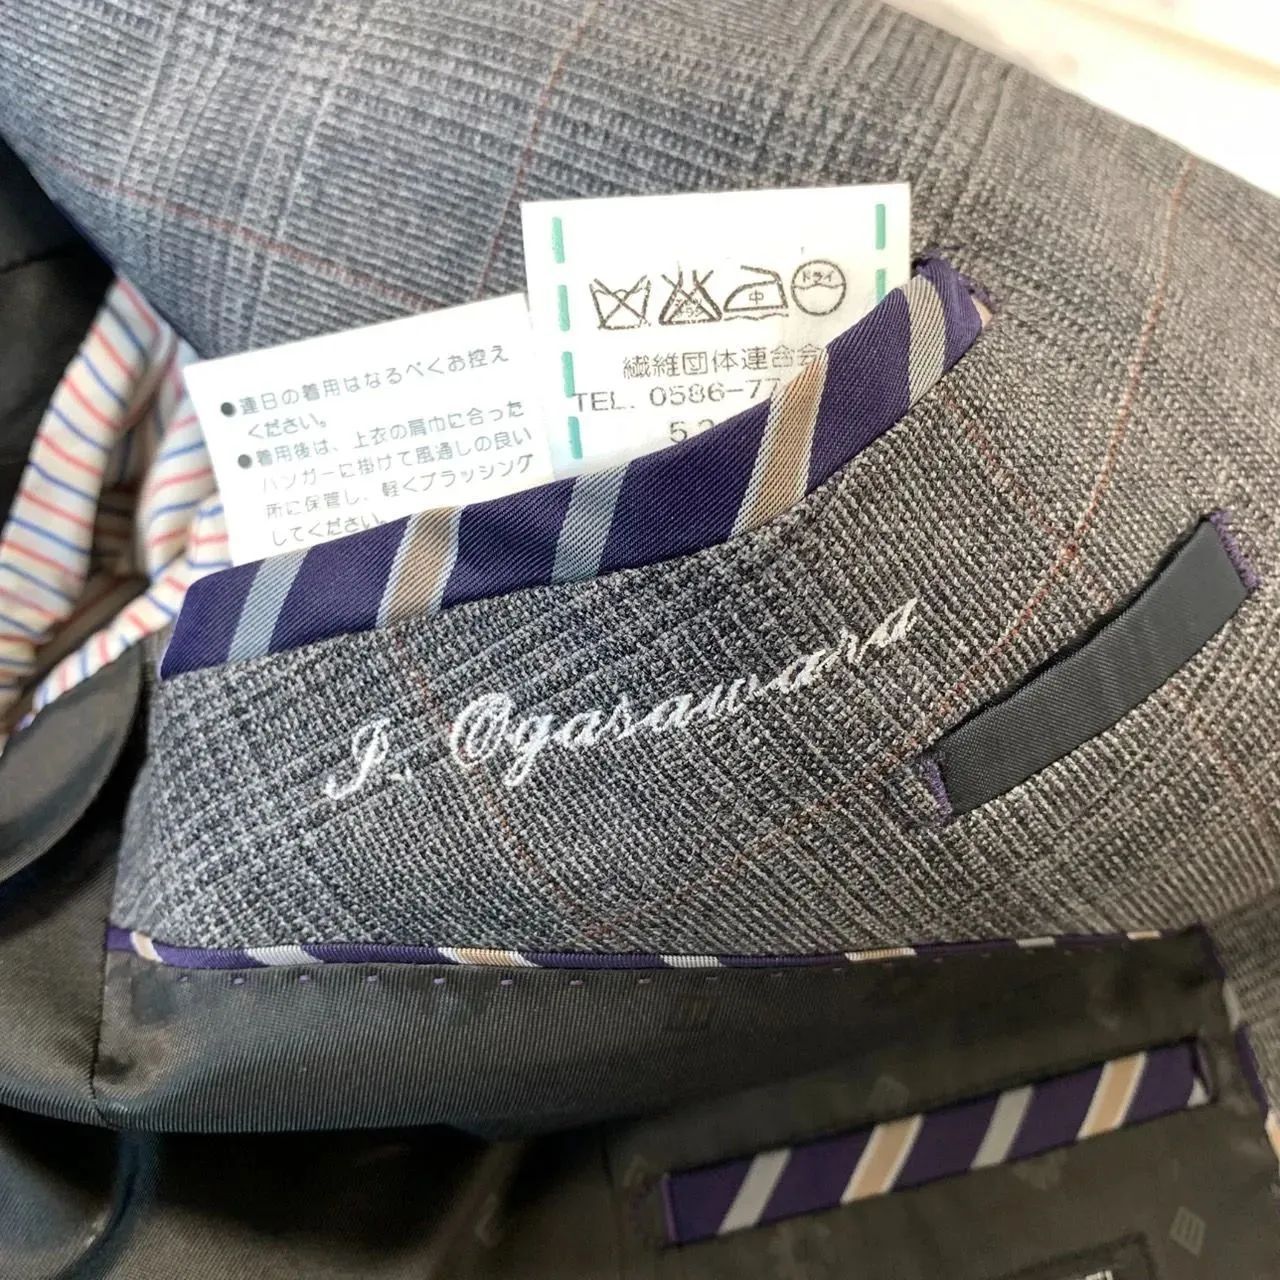 ドライ
中
繊維団体連合会
TEL. 0586-77
●連日の着用はなるべくお控え
ください。
●着用後は、上衣の肩巾に合った
ハンガーに掛けて風通しの良い
所に保管し、軽くブラッシング
してください。
J. Ogasawara